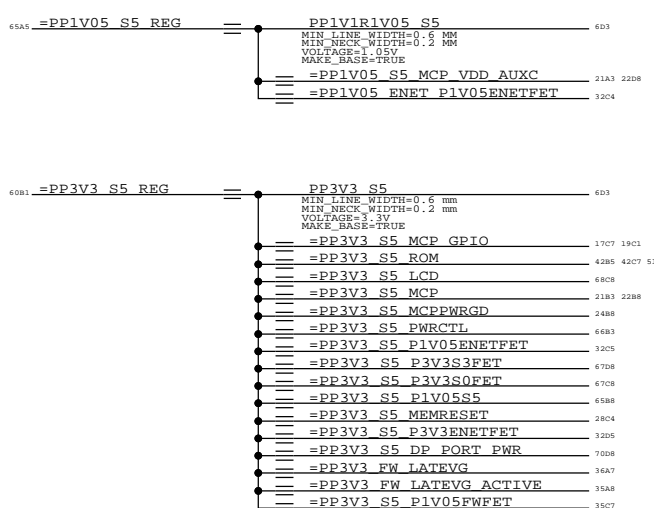 65A5 =PP1V05_S5_REG PP1V1R1V05_S5 6D3
MIN_LINE_WIDTH=0.6 MM
MIN_NECK_WIDTH=0.2 MM
VOLTAGE=1.05V
MAKE_BASE=TRUE
=PP1V05_S5_MCP_VDD_AUXC 21A3 22D8
=PP1V05_ENET_P1V05ENETFET 32C4
60B1 =PP3V3_S5_REG PP3V3_S5 6D3
MIN_LINE_WIDTH=0.6 mm
MIN_NECK_WIDTH=0.2 mm
VOLTAGE=3.3V
MAKE_BASE=TRUE
=PP3V3_S5_MCP_GPIO 17C7 19C1
=PP3V3_S5_ROM 42B5 42C7
=PP3V3_S5_LCD 68C8
=PP3V3_S5_MCP 21B3 22B8
=PP3V3_S5_MCPPWRGD 24B8
=PP3V3_S5_PWRCTL 66B3
=PP3V3_S5_P1V05ENETFET 32C5
=PP3V3_S5_P3V3S3FET 67D8
=PP3V3_S5_P3V3S0FET 67C8
=PP3V3_S5_P1V05S5 65B8
=PP3V3_S5_MEMRESET 28C4
=PP3V3_S5_P3V3ENETFET 32D5
=PP3V3_S5_DP_PORT_PWR 70D8
=PP3V3_FW_LATEVG 36A7
=PP3V3_FW_LATEVG_ACTIVE 35A8
=PP3V3_S5_P1V05FWFET 35C7